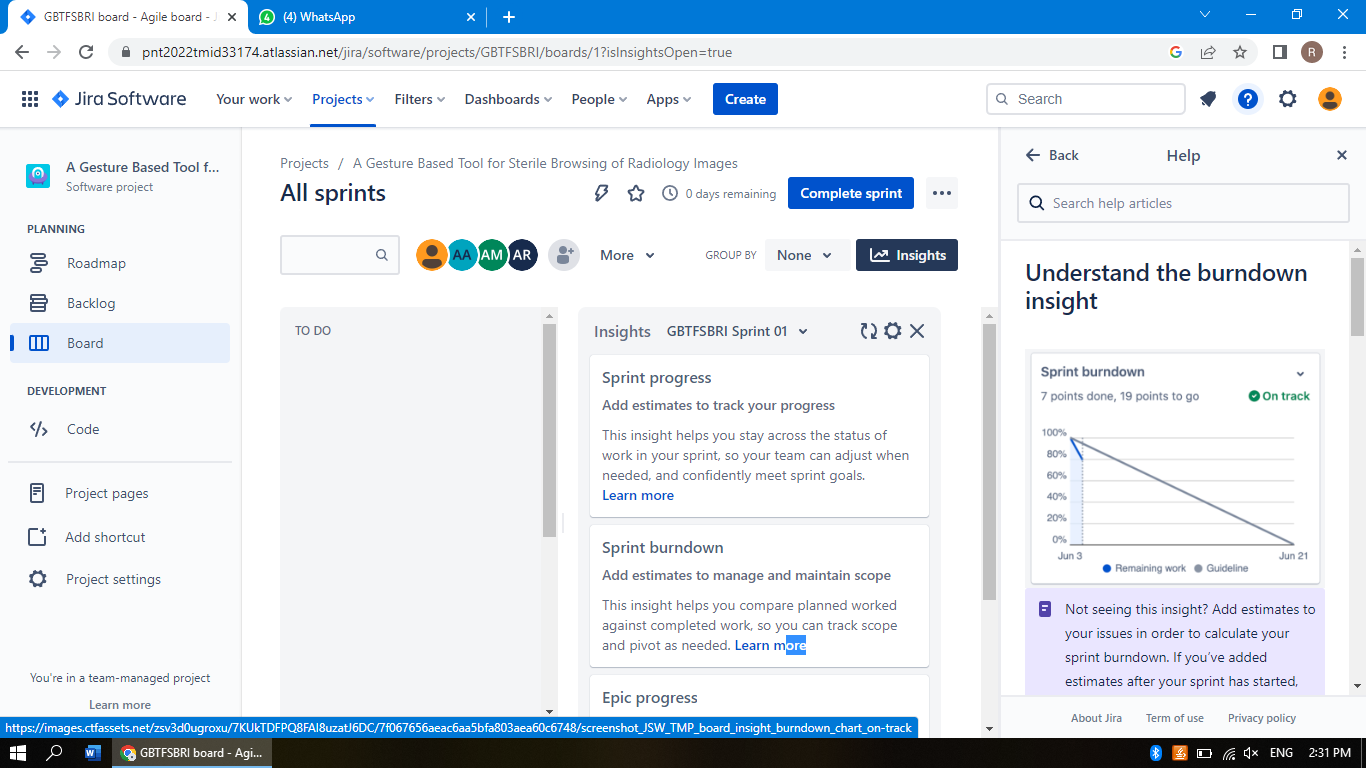 GBTFSBRI board - Agile board - J
(4) WhatsApp
pnt2022tmid33174.atlassian.net/jira/software/projects/GBTFSBRI/boards/1?isInsightsOpen=true
R
Jira Software
Your work
Projects
Filters
Dashboards
People
Apps
Create
Search
A Gesture Based Tool f...
Software project
PLANNING
Roadmap
Backlog
Board
DEVELOPMENT
Code
Project pages
Add shortcut
Project settings
You're in a team-managed project
Learn more
Projects / A Gesture Based Tool for Sterile Browsing of Radiology Images
All sprints
0 days remaining
Complete sprint
AA AM AR
More
GROUP BY
None
Insights
TO DO
Insights
GBTFSBRI Sprint 01
Sprint progress
Add estimates to track your progress
This insight helps you stay across the status of
work in your sprint, so your team can adjust when
needed, and confidently meet sprint goals.
Learn more
Sprint burndown
Add estimates to manage and maintain scope
This insight helps you compare planned worked
against completed work, so you can track scope
and pivot as needed. Learn more
Epic progress
Back
Help
Search help articles
Understand the burndown
insight
Sprint burndown
7 points done, 19 points to go
On track
100%
80%
60%
40%
20%
0%
Jun 3
Jun 21
Remaining work
Guideline
Not seeing this insight? Add estimates to
your issues in order to calculate your
sprint burndown. If you've added
estimates after your sprint has started,
About Jira
Term of use
Privacy policy
https://images.ctfassets.net/zsv3d0ugroxu/7KUkTDFPQ8FAI8uzatJ6DC/7f067656aeac6aa5bfa803aea60c6748/screenshot_JSW_TMP_board_insight_burndown_chart_on-track
GBTFSBRI board - Agi...
ENG
2:31 PM